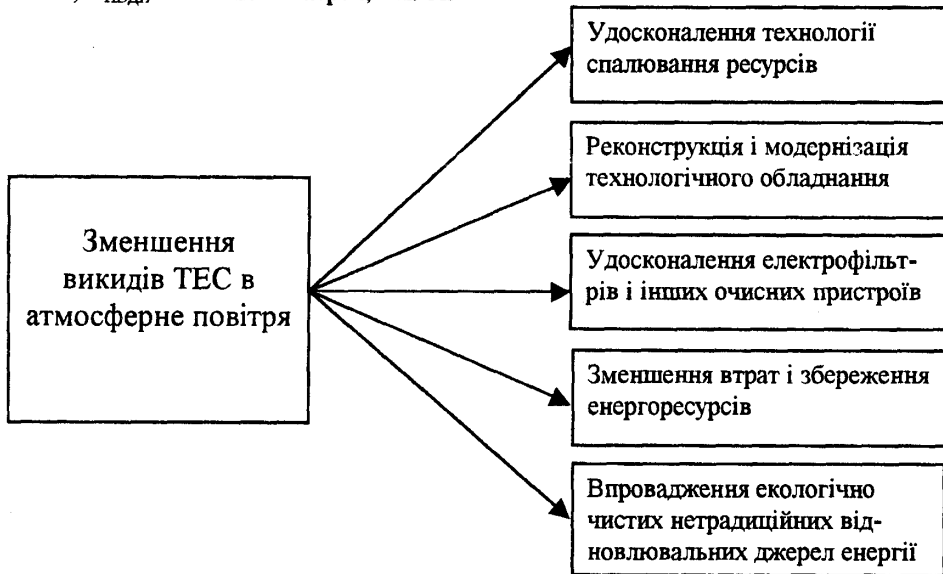 Удосконалення технології
спалювання ресурсів
Реконструкція і модернізація
технологічного обладнання
Зменшення
викидів ТЕС в
атмосферне повітря
Удосконалення електрофільт-
рів і інших очисних пристроїв
Зменшення втрат і збереження
енергоресурсів
Впровадження екологічно
чистих нетрадиційних від-
новлювальних джерел енергії